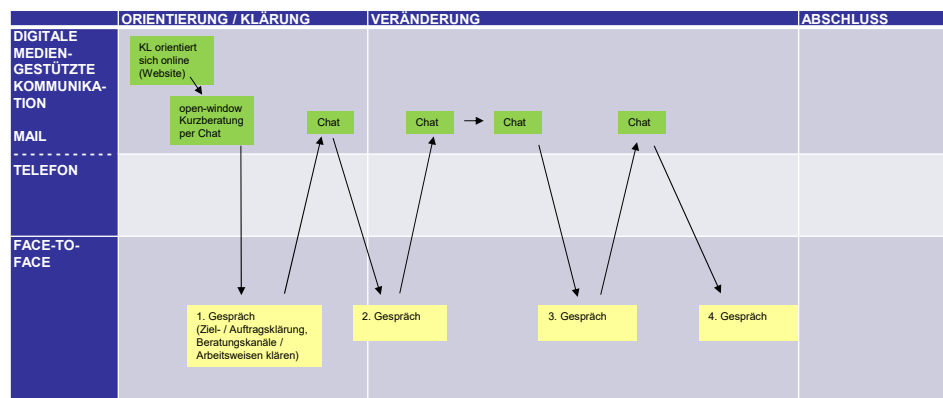 ORIENTIERUNG / KLÄRUNG
VERÄNDERUNG
ABSCHLUSS
DIGITALE
MEDIEN-
GESTÜTZTE
KOMMUNIKA-
TION
MAIL
KL orientiert
sich online
(Website)
open-window
Kurzberatung
per Chat
Chat
Chat
Chat
Chat
TELEFON
FACE-TO-
FACE
1. Gespräch
(Ziel- / Auftragsklärung,
Beratungskanäle /
Arbeitsweisen klären)
2. Gespräch
3. Gespräch
4. Gespräch